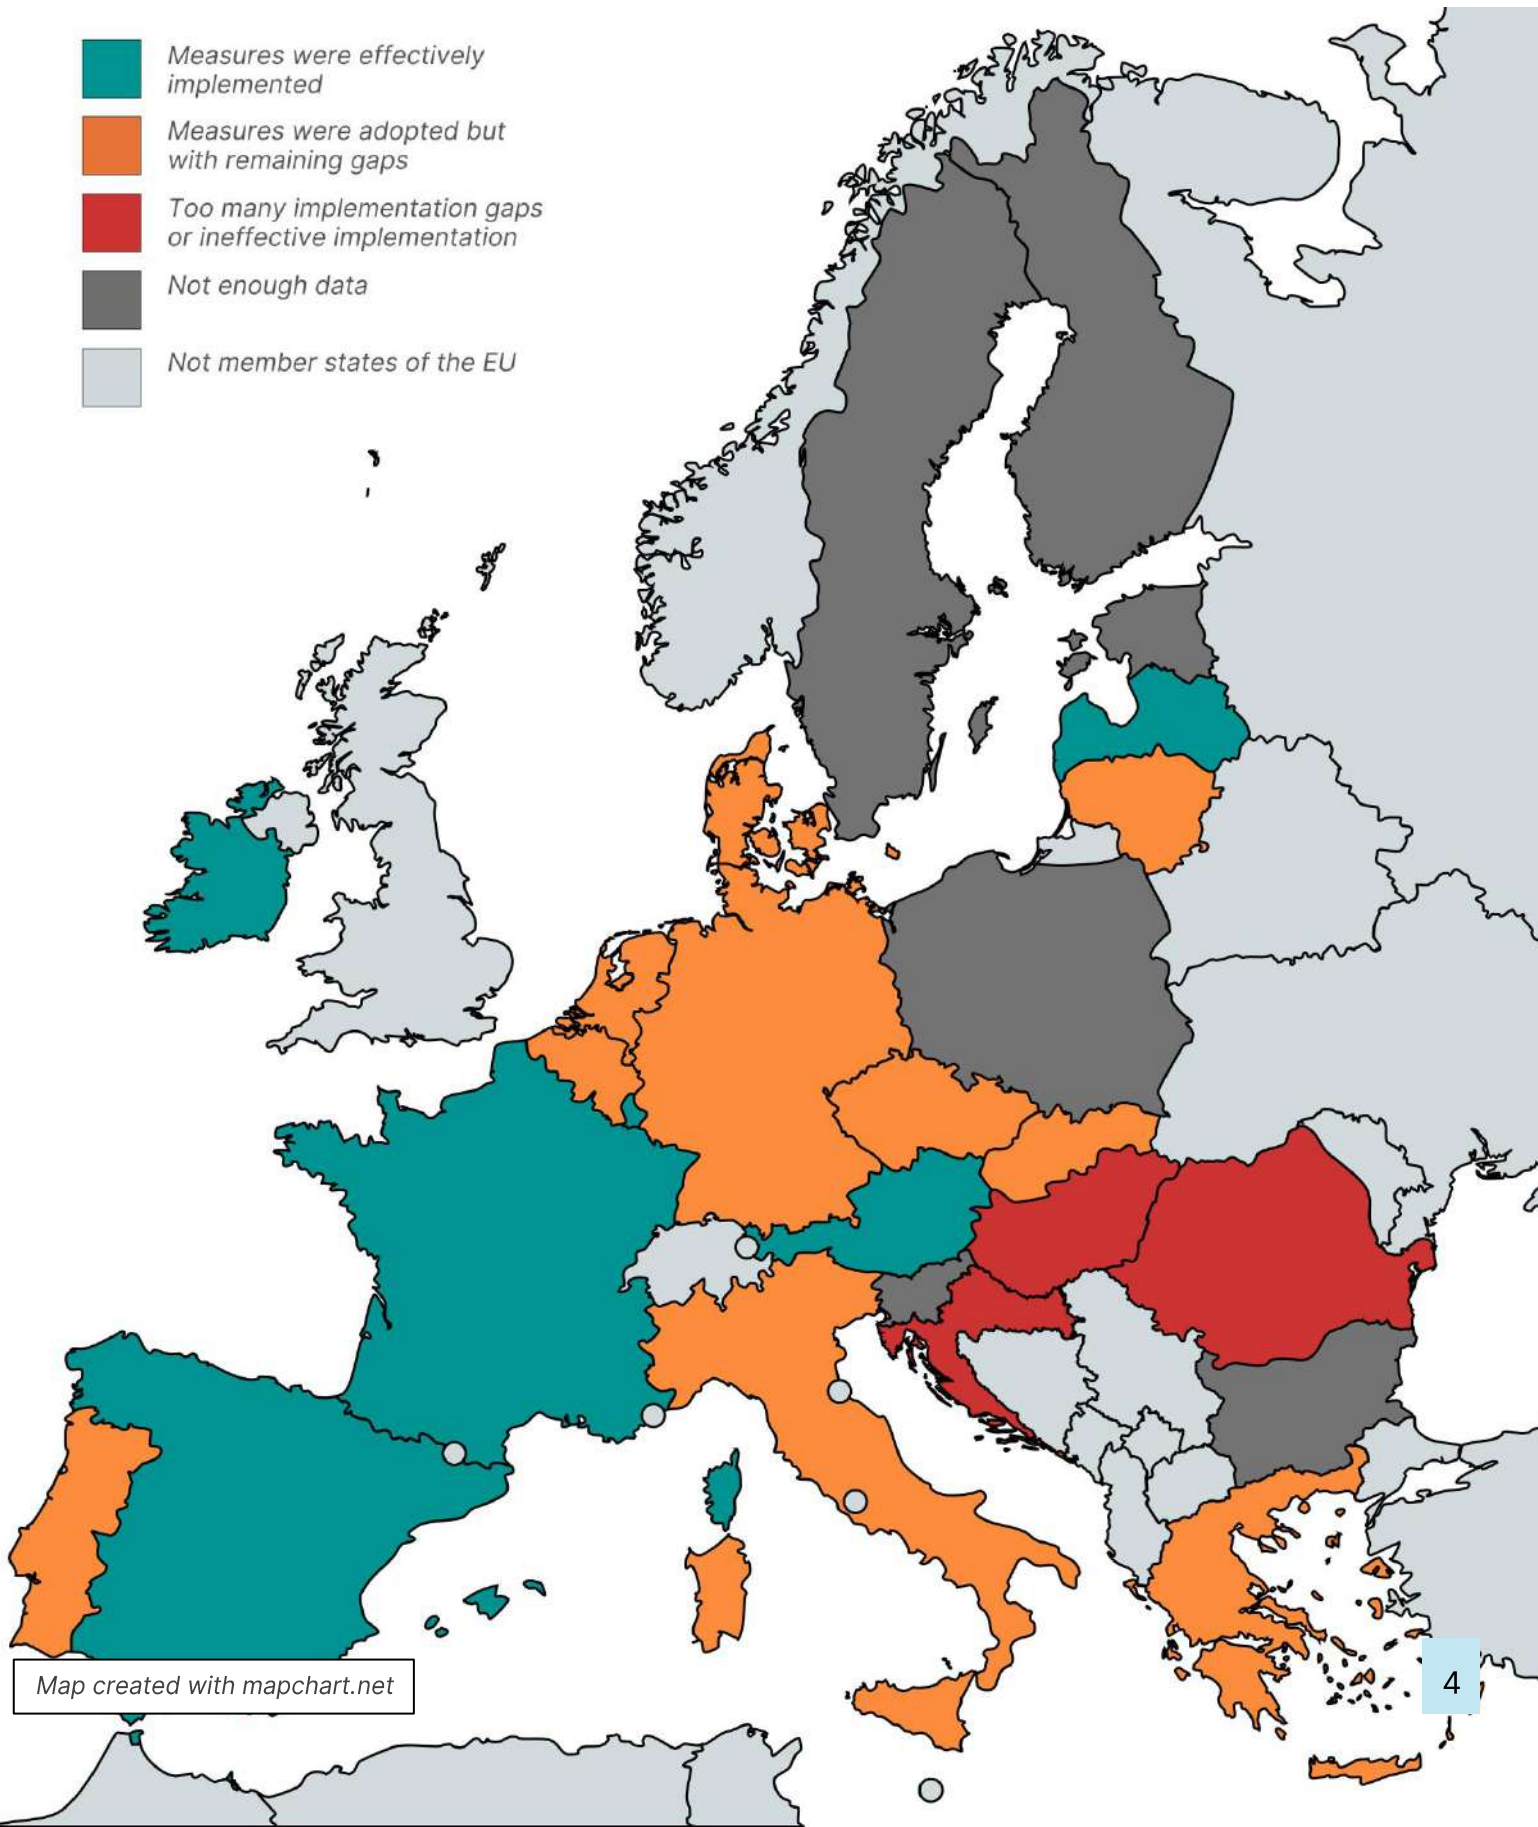 Measures were effectively
implemented
Measures were adopted but
with remaining gaps
Too many implementation gaps
or ineffective implementation
Not enough data
Not member states of the EU
Map created with mapchart.net
4